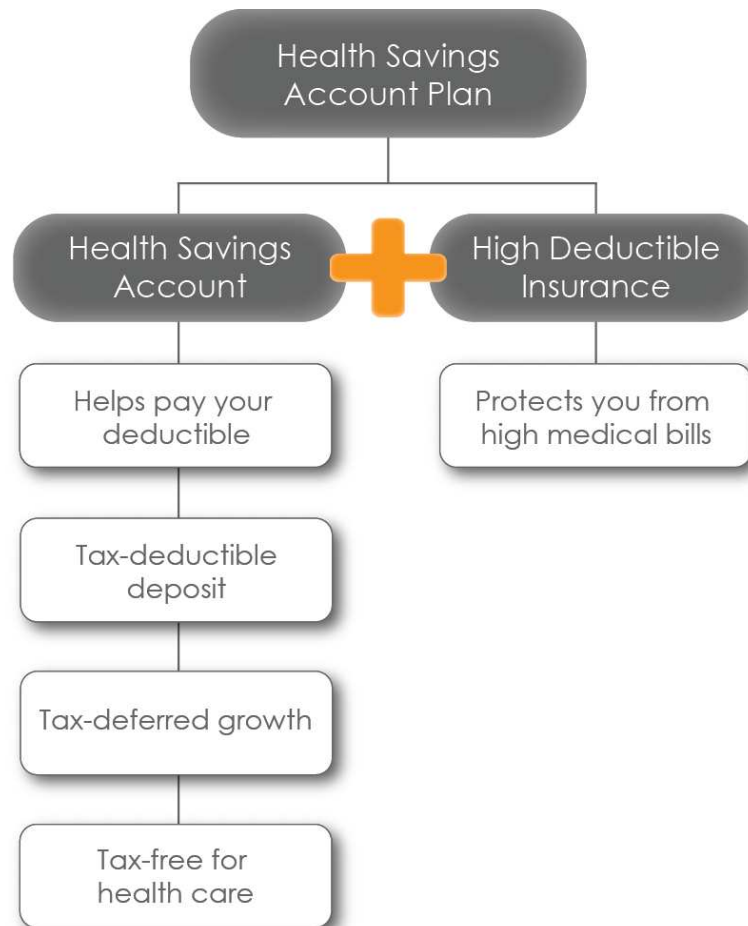 Health Savings
Account Plan
Health Savings
Account
High Deductible
Insurance
Helps pay your
deductible
Protects you from
high medical bills
Tax-deductible
deposit
Tax-deferred growth
Tax-free for
health care